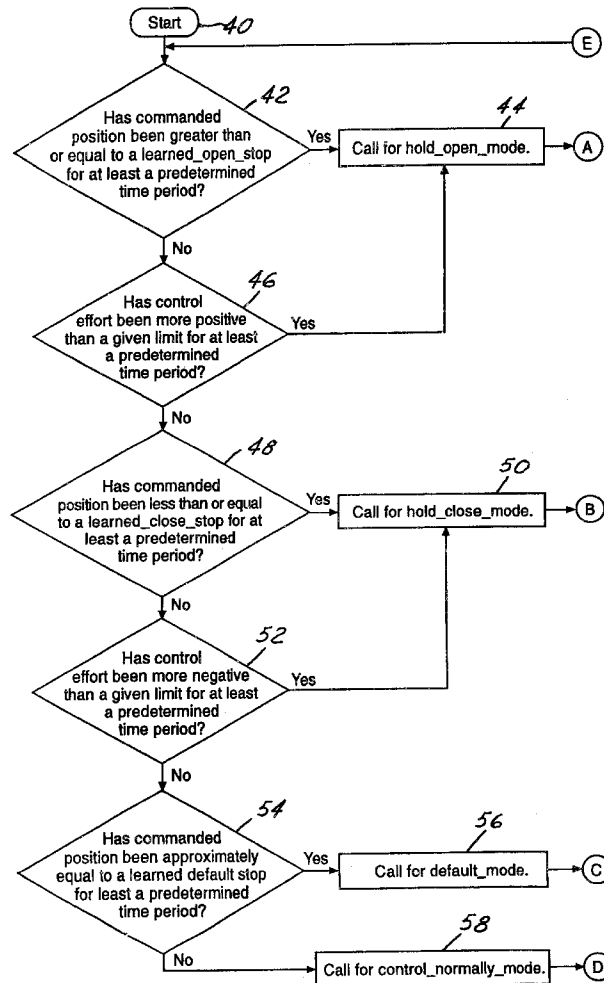 Start
40
E
42
Has commanded
position been greater than
or equal to a learned_open_stop
for at least a predetermined
time period?
Yes
44
Call for hold_open_mode.
A
No
46
Has control
effort been more positive
than a given limit for at least
a predetermined
time period?
Yes
No
48
Has commanded
position been less than or equal
to a learned_close_stop for at
least a predetermined
time period?
Yes
50
Call for hold_close_mode.
B
No
52
Has control
effort been more negative
than a given limit for at least
a predetermined
time period?
Yes
No
54
Has commanded
position been approximately
equal to a learned default stop
for least a predetermined
time period?
Yes
56
Call for default_mode.
C
No
58
Call for control_normally_mode.
D